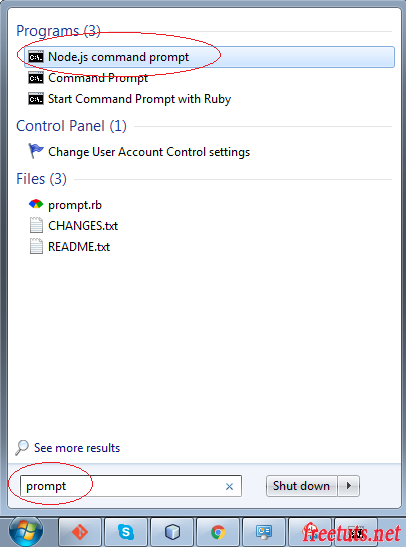 Programs (3)
Node.js command prompt
Command Prompt
Start Command Prompt with Ruby
Control Panel (1)
Change User Account Control settings
Files (3)
prompt.rb
CHANGES.txt
README.txt
See more results
prompt
Shut down
freetuts.net